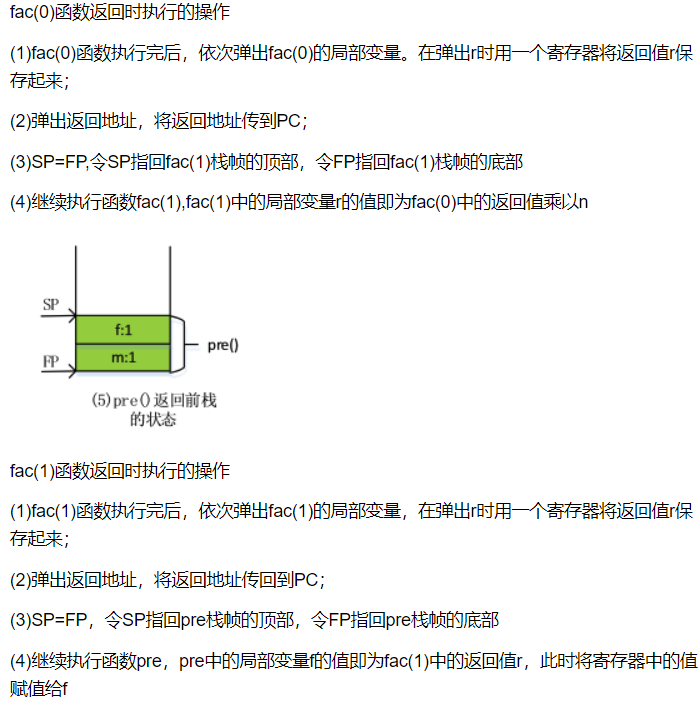 fac(0)函数返回时执行的操作
(1)fac(0)函数执行完后，依次弹出fac(0)的局部变量。在弹出r时用一个寄存器将返回值r保
存起来；
(2)弹出返回地址，将返回地址传到PC；
(3)SP=FP,令SP指回fac(1)栈帧的顶部，令FP指回fac(1)栈帧的底部
(4)继续执行函数fac(1),fac(1)中的局部变量r的值即为fac(0)中的返回值乘以n
SP
f:1
pre()
FP
m:1
(5)pre()返回前栈
的状态
fac(1)函数返回时执行的操作
(1)fac(1)函数执行完后，依次弹出fac(1)的局部变量，在弹出r时用一个寄存器将返回值r保
存起来；
(2)弹出返回地址，将返回地址传回到PC；
(3)SP=FP，令SP指回pre栈帧的顶部，令FP指回pre栈帧的底部
(4)继续执行函数pre，pre中的局部变量f的值即为fac(1)中的返回值r，此时将寄存器中的值
赋值给f